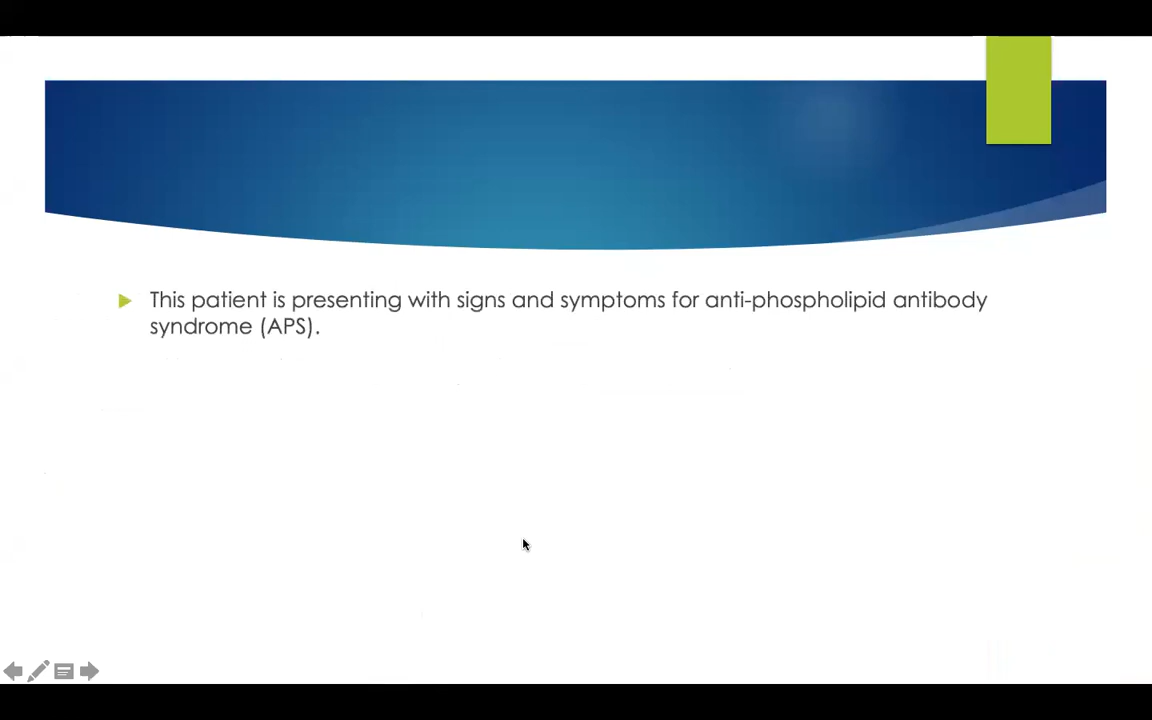 This patient is presenting with signs and symptoms for anti-phospholipid antibody
syndrome (APS).